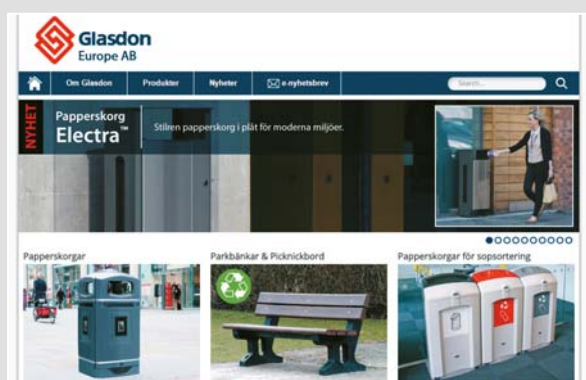 Glasdon
Europe AB
Om Glasdon
Produkter
Nyheter
e-nyhetsbrev
Search...
NYHET
Papperskorg
Electra™
Stilren papperskorg i plåt för moderna miljöer.
Papperskorgar
Parkbänkar & Picknickbord
Papperskorgar för sopsortering